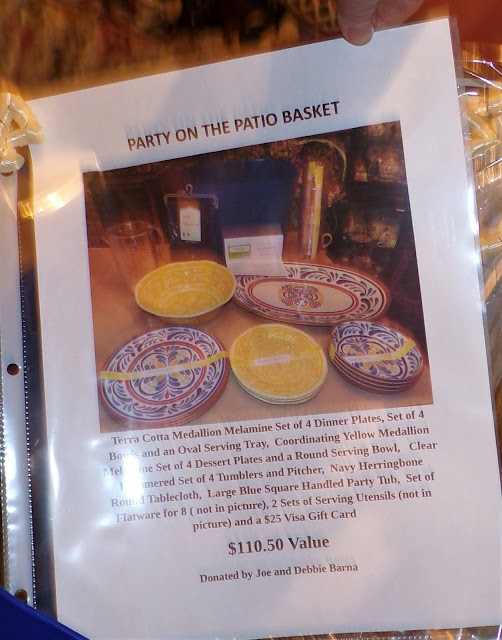 PARTY ON THE PATIO BASKET
Terra Cotta Medallion Melamine Set of 4 Dinner Plates, Set of 4
Bowls and an Oval Serving Tray, Coordinating Yellow Medallion
Melamine Set of 4 Dessert Plates and a Round Serving Bowl, Clear
Hammered Set of 4 Tumblers and Pitcher, Navy Herringbone
Round Tablecloth, Large Blue Square Handled Party Tub, Set of
Flatware for 8 ( not in picture), 2 Sets of Serving Utensils (not in
picture) and a $25 Visa Gift Card
$110.50 Value
Donated by Joe and Debbie Barna